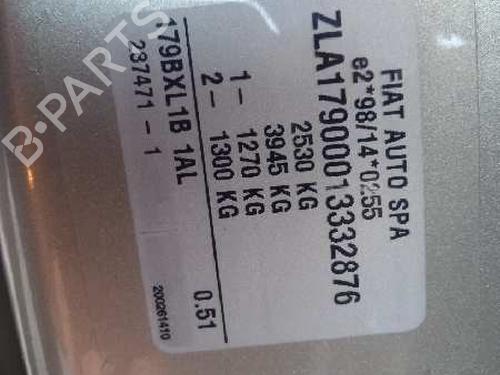 FIAT AUTO SPA
e2*98/14*0255
ZLA17900013332876
2530 KG
3945 KG
1– 1270 KG
2– 1300 KG
179BXL1B 1AL
237471 – 1
0.51
200261410
B-PARTS